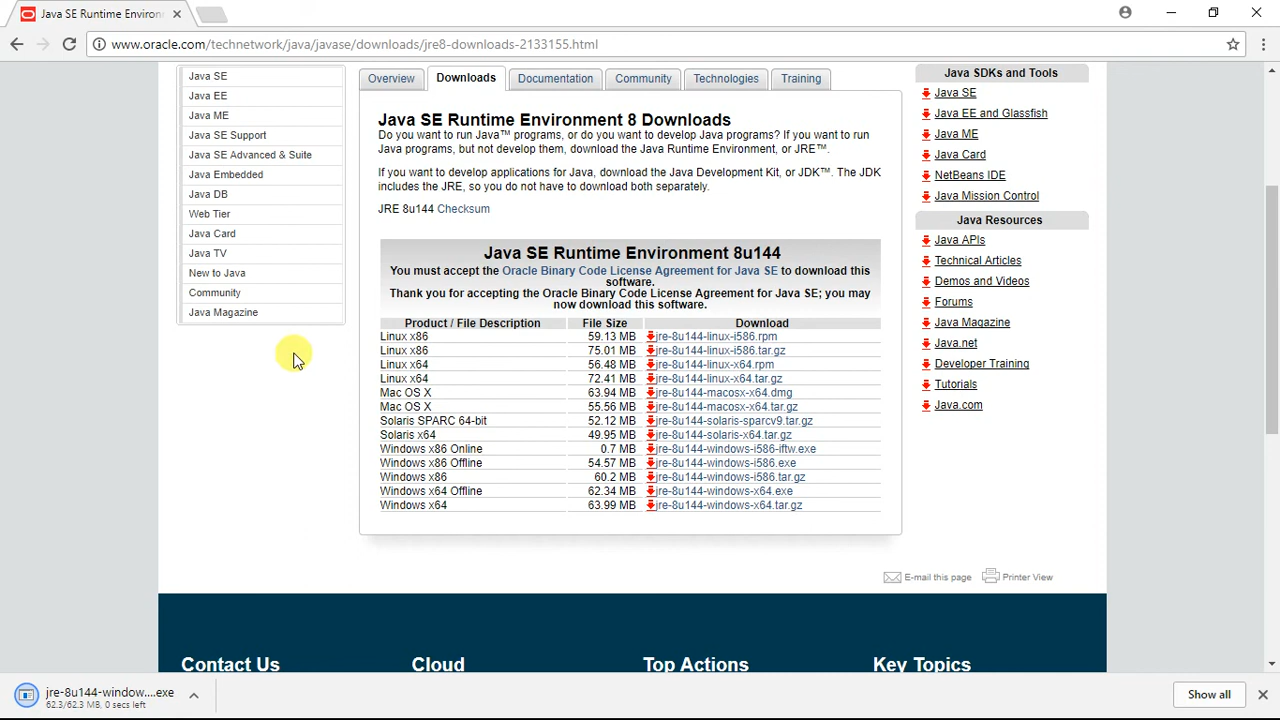 Java SE Runtime Environ
www.oracle.com/technetwork/java/javase/downloads/jre8-downloads-2133155.html
Java SE
Java EE
Java ME
Java SE Support
Java SE Advanced & Suite
Java Embedded
Java DB
Web Tier
Java Card
Java TV
New to Java
Community
Java Magazine
Overview Downloads Documentation Community Technologies Training
Java SE Runtime Environment 8 Downloads
Do you want to run Java™ programs, or do you want to develop Java programs? If you want to run
Java programs, but not develop them, download the Java Runtime Environment, or JRE™.
If you want to develop applications for Java, download the Java Development Kit, or JDK™. The JDK
includes the JRE, so you do not have to download both separately.
JRE 8u144 Checksum
Java SE Runtime Environment 8u144
You must accept the Oracle Binary Code License Agreement for Java SE to download this
software.
Thank you for accepting the Oracle Binary Code License Agreement for Java SE; you may
now download this software.
Product / File Description File Size Download
Linux x86 59.13 MB jre-8u144-linux-i586.rpm
Linux x86 75.01 MB jre-8u144-linux-i586.tar.gz
Linux x64 56.48 MB jre-8u144-linux-x64.rpm
Linux x64 72.41 MB jre-8u144-linux-x64.tar.gz
Mac OS X 63.94 MB jre-8u144-macosx-x64.dmg
Mac OS X 55.56 MB jre-8u144-macosx-x64.tar.gz
Solaris SPARC 64-bit 52.12 MB jre-8u144-solaris-sparcv9.tar.gz
Solaris x64 49.95 MB jre-8u144-solaris-x64.tar.gz
Windows x86 Online 0.7 MB jre-8u144-windows-i586-iftw.exe
Windows x86 Offline 54.57 MB jre-8u144-windows-i586.exe
Windows x86 60.2 MB jre-8u144-windows-i586.tar.gz
Windows x64 Offline 62.34 MB jre-8u144-windows-x64.exe
Windows x64 63.99 MB jre-8u144-windows-x64.tar.gz
Java SDKs and Tools
Java SE
Java EE and Glassfish
Java ME
Java Card
NetBeans IDE
Java Mission Control
Java Resources
Java APIs
Technical Articles
Demos and Videos
Forums
Java Magazine
Java.net
Developer Training
Tutorials
Java.com
E-mail this page Printer View
Contact Us Cloud Top Actions Key Topics
jre-8u144-window....exe
62.3/62.3 MB, 0 secs left
Show all